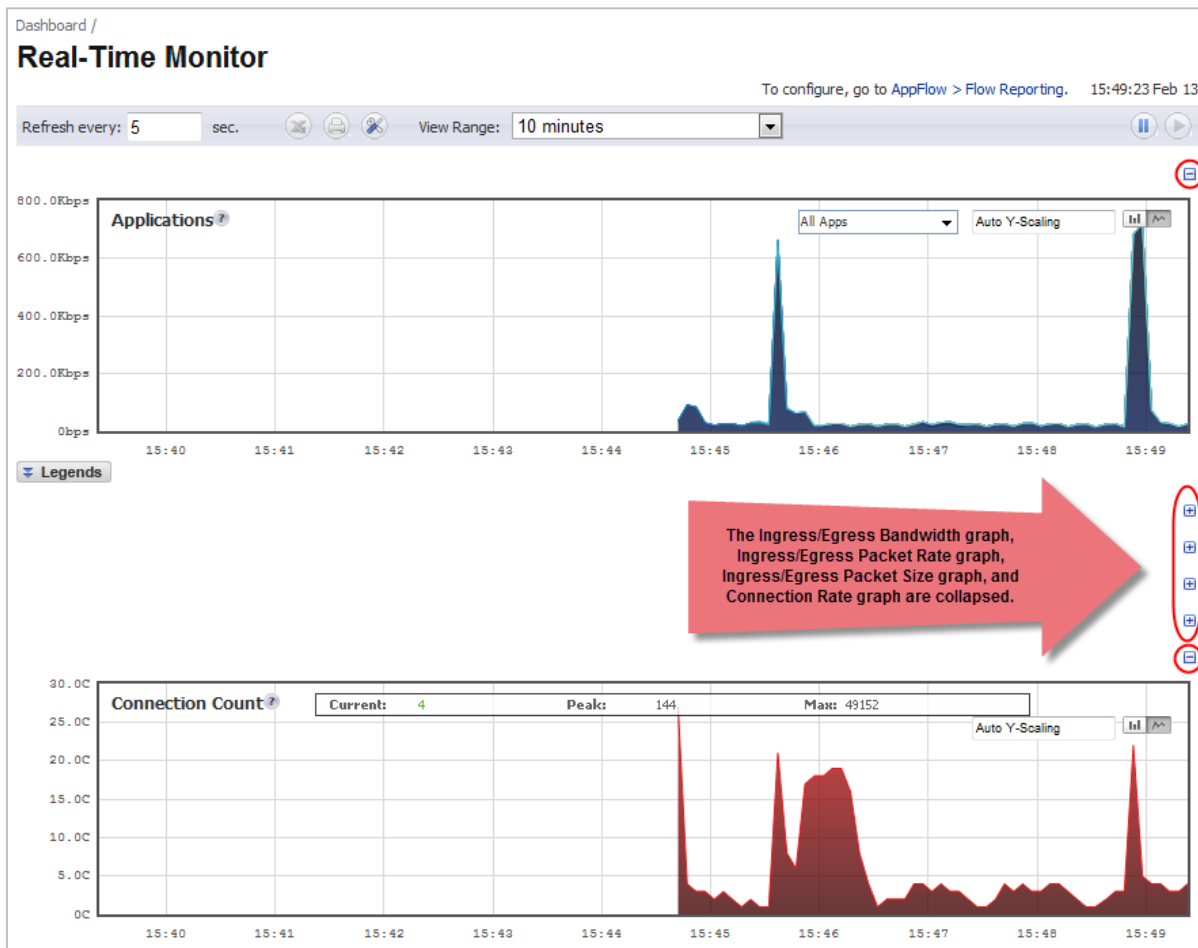 Dashboard /
Real-Time Monitor
To configure, go to AppFlow > Flow Reporting. 15:49:23 Feb 13
Refresh every: 5 sec. View Range: 10 minutes
800.0Kbps
Applications ? All Apps Auto Y-Scaling
600.0Kbps
400.0Kbps
200.0Kbps
0bps
15:40 15:41 15:42 15:43 15:44 15:45 15:46 15:47 15:48 15:49
Legends
The Ingress/Egress Bandwidth graph,
Ingress/Egress Packet Rate graph,
Ingress/Egress Packet Size graph, and
Connection Rate graph are collapsed.
30.0C
Connection Count ? Current: 4 Peak: 144 Max: 49152
25.0C
Auto Y-Scaling
20.0C
15.0C
10.0C
5.0C
0C
15:40 15:41 15:42 15:43 15:44 15:45 15:46 15:47 15:48 15:49